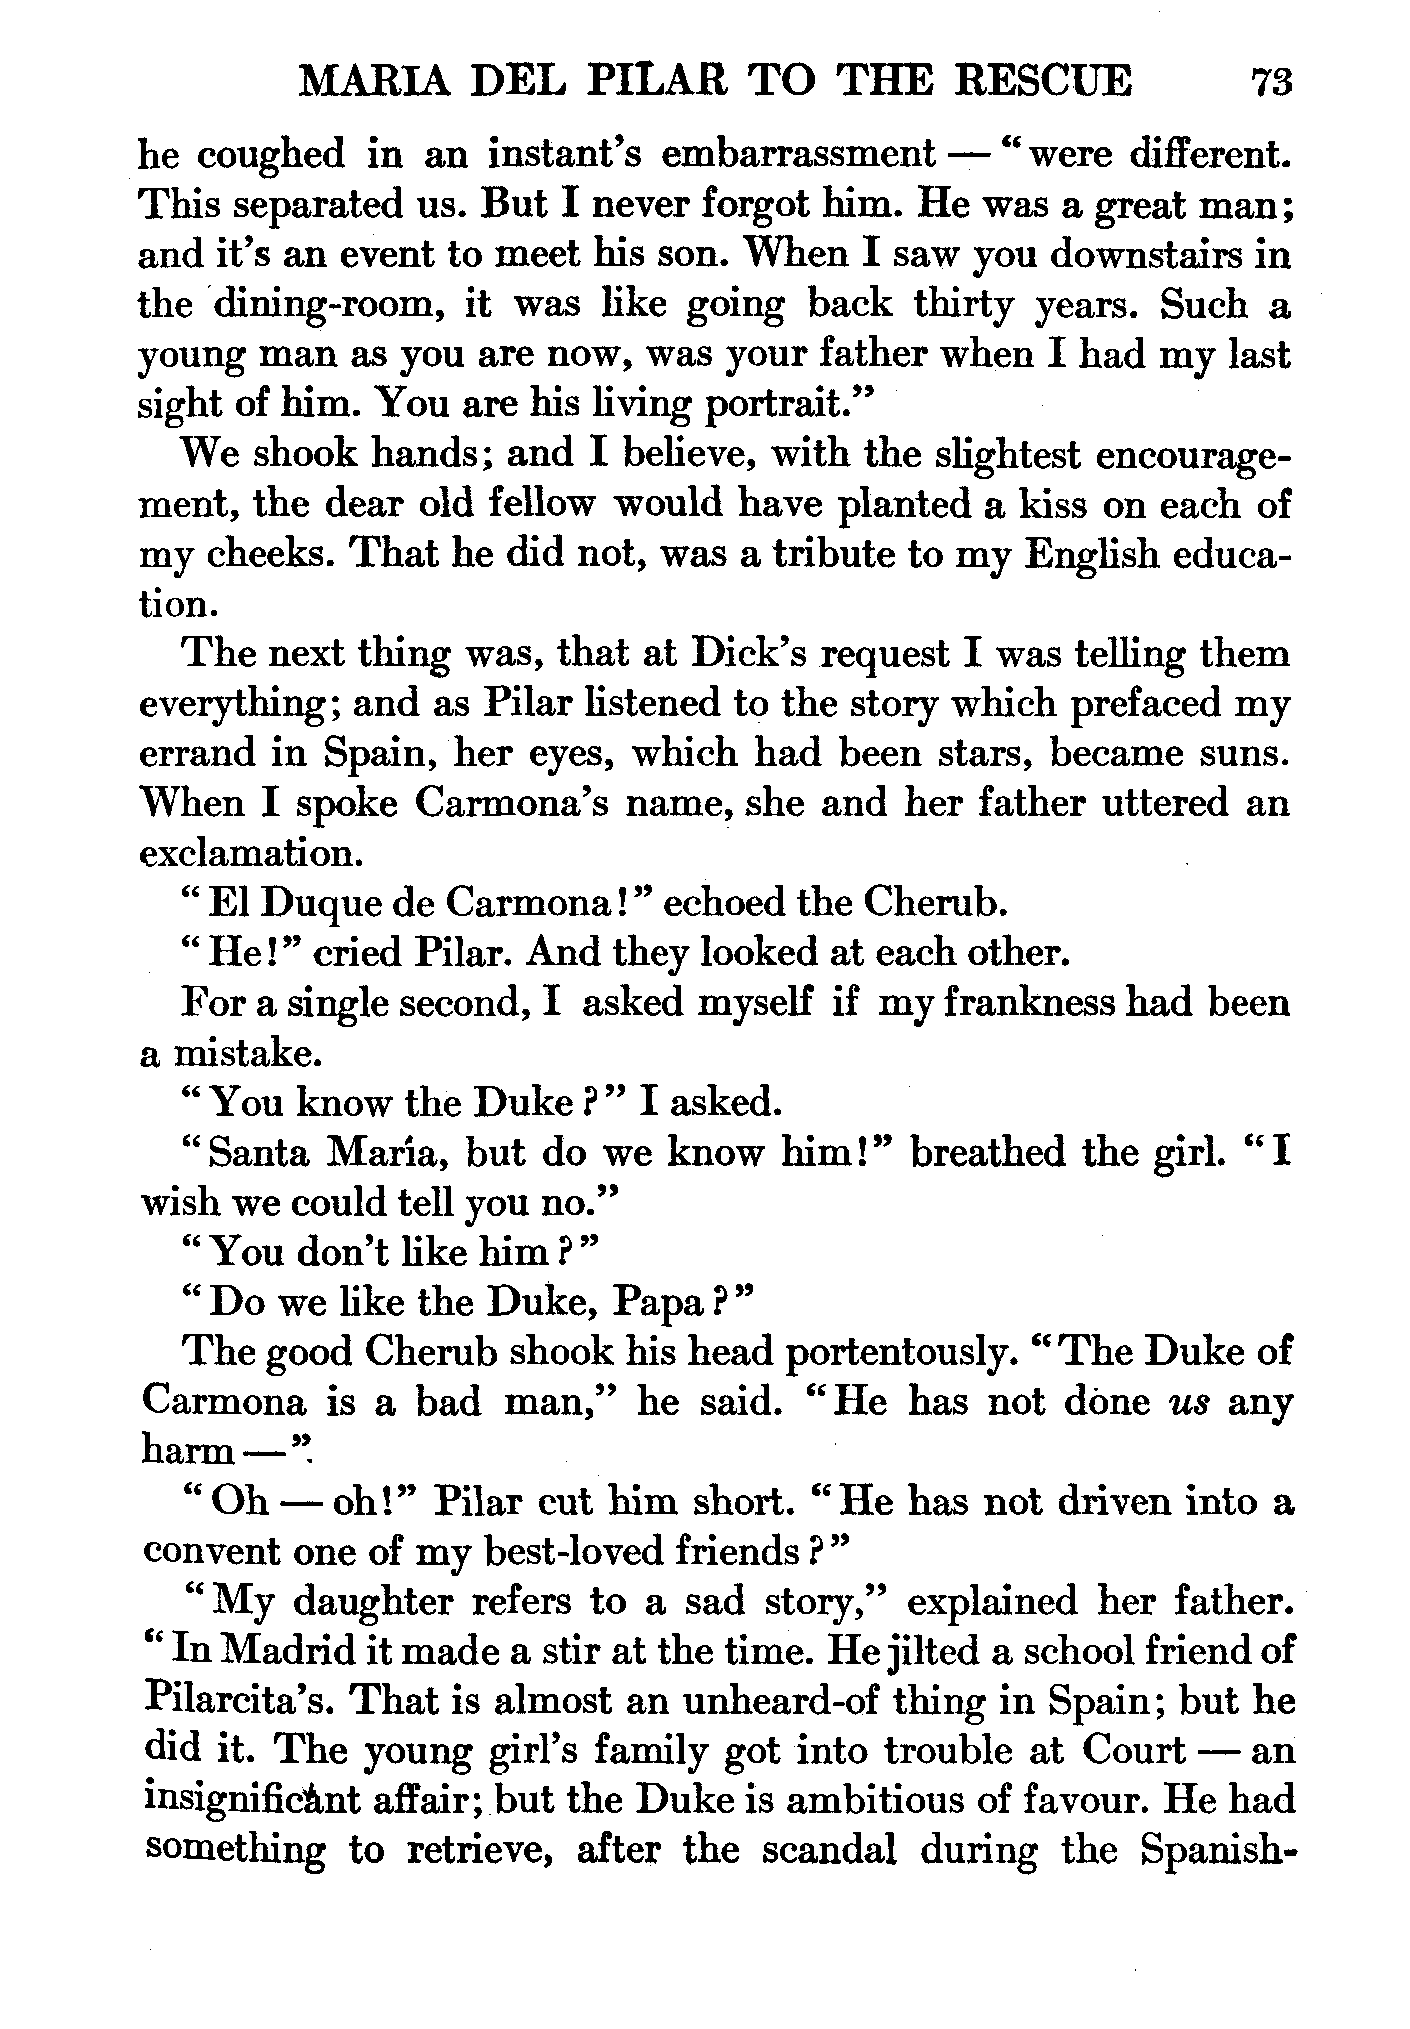 MARIA DEL PILAR TO THE RESCUE 73
he coughed in an instant's embarrassment — “were different.
This separated us. But I never forgot him. He was a great man;
and it's an event to meet his son. When I saw you downstairs in
the dining-room, it was like going back thirty years. Such a
young man as you are now, was your father when I had my last
sight of him. You are his living portrait.”
We shook hands; and I believe, with the slightest encourage-
ment, the dear old fellow would have planted a kiss on each of
my cheeks. That he did not, was a tribute to my English educa-
tion.
The next thing was, that at Dick's request I was telling them
everything; and as Pilar listened to the story which prefaced my
errand in Spain, her eyes, which had been stars, became suns.
When I spoke Carmona's name, she and her father uttered an
exclamation.
“El Duque de Carmona!” echoed the Cherub.
“He!” cried Pilar. And they looked at each other.
For a single second, I asked myself if my frankness had been
a mistake.
“You know the Duke?” I asked.
“Santa María, but do we know him!” breathed the girl. “I
wish we could tell you no.”
“You don't like him?”
“Do we like the Duke, Papa?”
The good Cherub shook his head portentously. “The Duke of
Carmona is a bad man,” he said. “He has not done us any
harm—”.
“Oh — oh!” Pilar cut him short. “He has not driven into a
convent one of my best-loved friends?”
“My daughter refers to a sad story,” explained her father.
“In Madrid it made a stir at the time. He jilted a school friend of
Pilarcita's. That is almost an unheard-of thing in Spain; but he
did it. The young girl's family got into trouble at Court — an
insignificant affair; but the Duke is ambitious of favour. He had
something to retrieve, after the scandal during the Spanish-